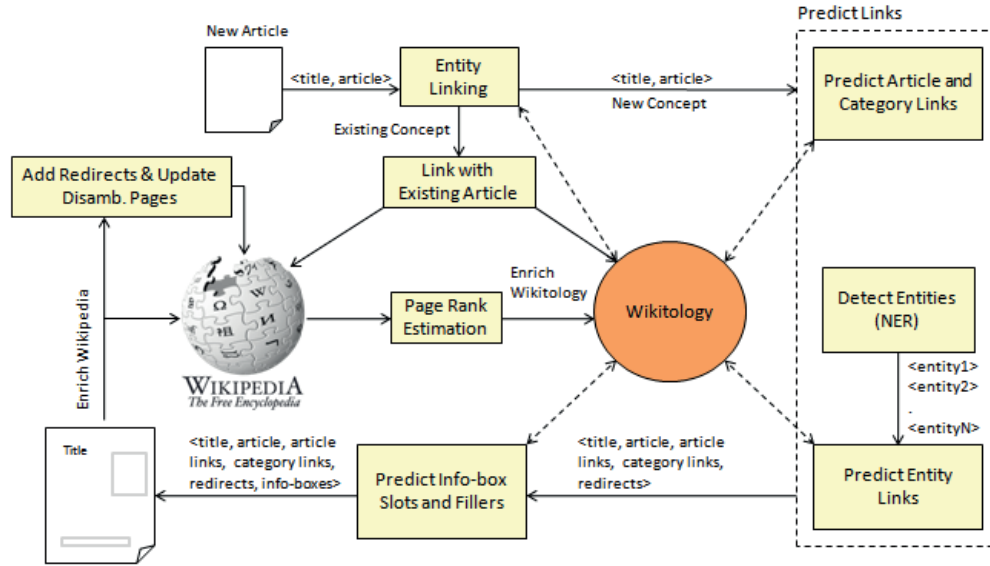 Predict Links
New Article
<title, article>
Entity
Linking
<title, article>
New Concept
Predict Article and
Category Links
Existing Concept
Add Redirects & Update
Disamb. Pages
Link with
Existing Article
Enrich
Wikitology
Page Rank
Estimation
Wikitology
Detect Entities
(NER)
<entity1>
<entity2>
.
<entityN>
Enrich Wikipedia
WIKIPEDIA
The Free Encyclopedia
Title
<title, article, article
links, category links,
redirects, info-boxes>
Predict Info-box
Slots and Fillers
<title, article, article
links, category links,
redirects>
Predict Entity
Links